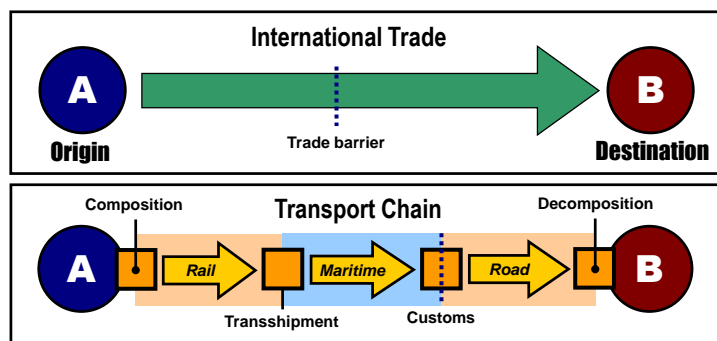 International Trade
A
B
Trade barrier
Origin
Destination
Composition
Transport Chain
Decomposition
A
Rail
Maritime
Road
B
Transshipment
Customs